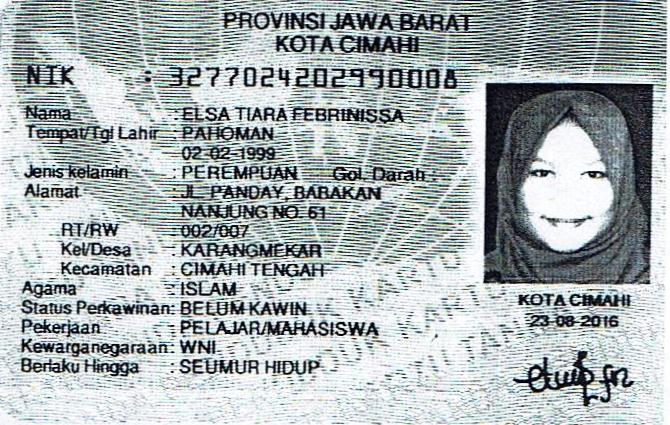 PROVINSI JAWA BARAT
KOTA CIMAHI
NIK : 3277024202990008
Nama : ELSA TIARA FEBRINISSA
Tempat/Tgl Lahir : PAHOMAN
02-02-1999
Jenis kelamin : PEREMPUAN Gol. Darah :
Alamat : JL. PANDAY, BABAKAN
NANJUNG NO. 61
RT/RW : 002/007
Kel/Desa : KARANGMEKAR
Kecamatan : CIMAHI TENGAH
Agama : ISLAM
Status Perkawinan: BELUM KAWIN
Pekerjaan : PELAJAR/MAHASISWA
Kewarganegaraan: WNI
Berlaku Hingga : SEUMUR HIDUP
KOTA CIMAHI
23-08-2016